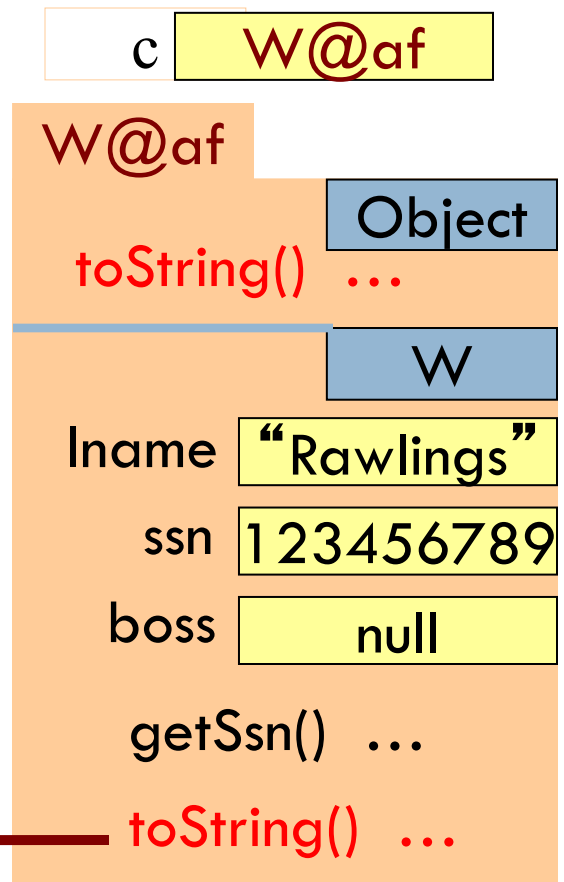 c W@af
W@af
Object
toString() …
W
lname “Rawlings”
ssn 123456789
boss null
getSsn() …
toString() …